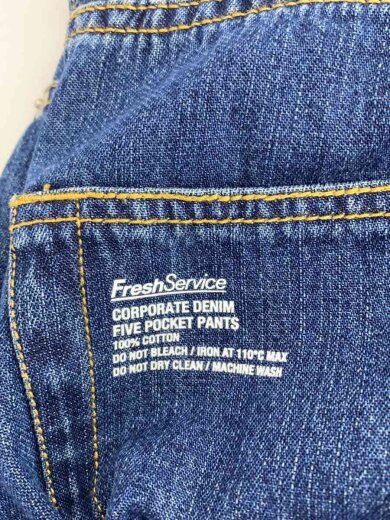 FreshService
CORPORATE DENIM
FIVE POCKET PANTS
100% COTTON
DO NOT BLEACH / IRON AT 110°C MAX
DO NOT DRY CLEAN / MACHINE WASH